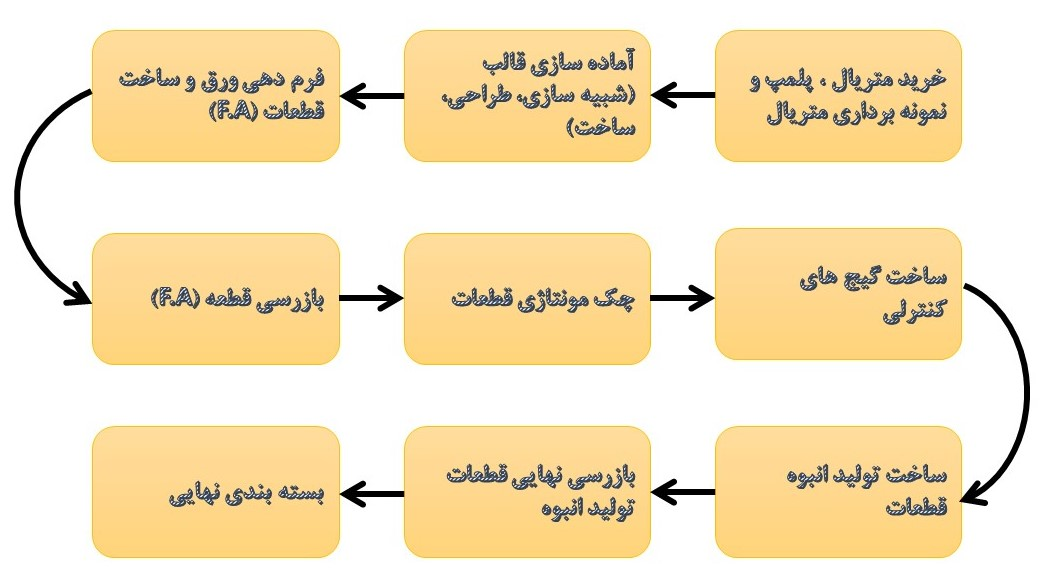 خرید متریال ، پلمپ و
نمونه برداری متریال
آماده سازی قالب
(شبیه سازی، طراحی،
ساخت)
فرم دهی ورق و ساخت
قطعات (F.A)
بازرسی قطعه (F.A)
چک مونتاژی قطعات
ساخت گیج های
کنترلی
ساخت تولید انبوه
قطعات
بازرسی نهایی قطعات
تولید انبوه
بسته بندی نهایی